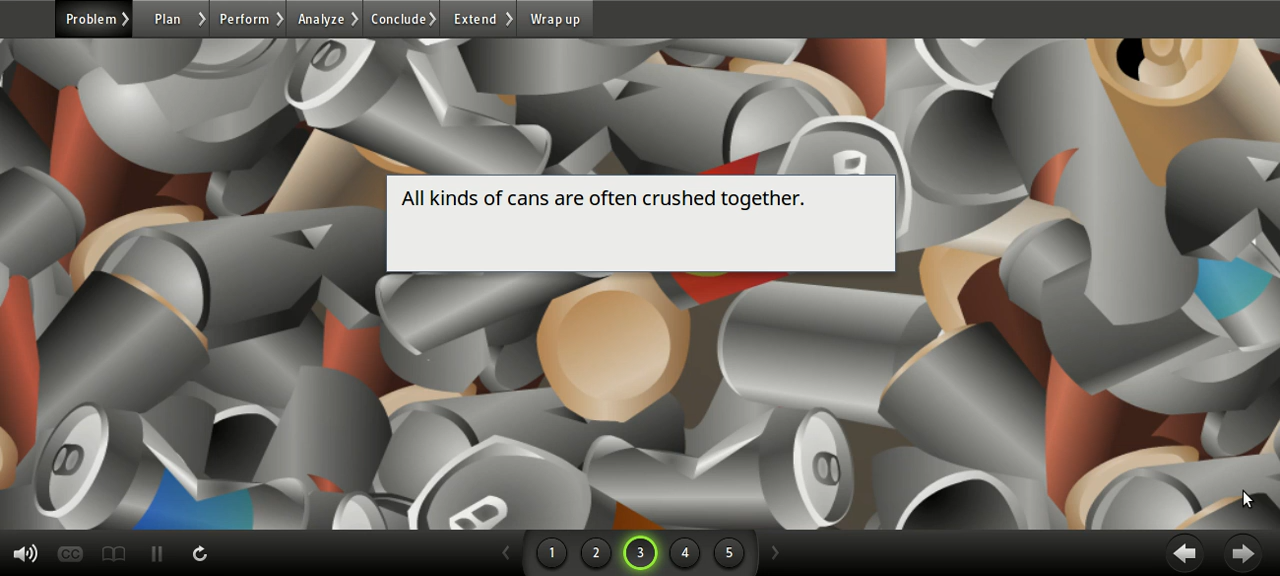 Problem Plan Perform Analyze Conclude Extend Wrap up
All kinds of cans are often crushed together.
CC 1 2 3 4 5